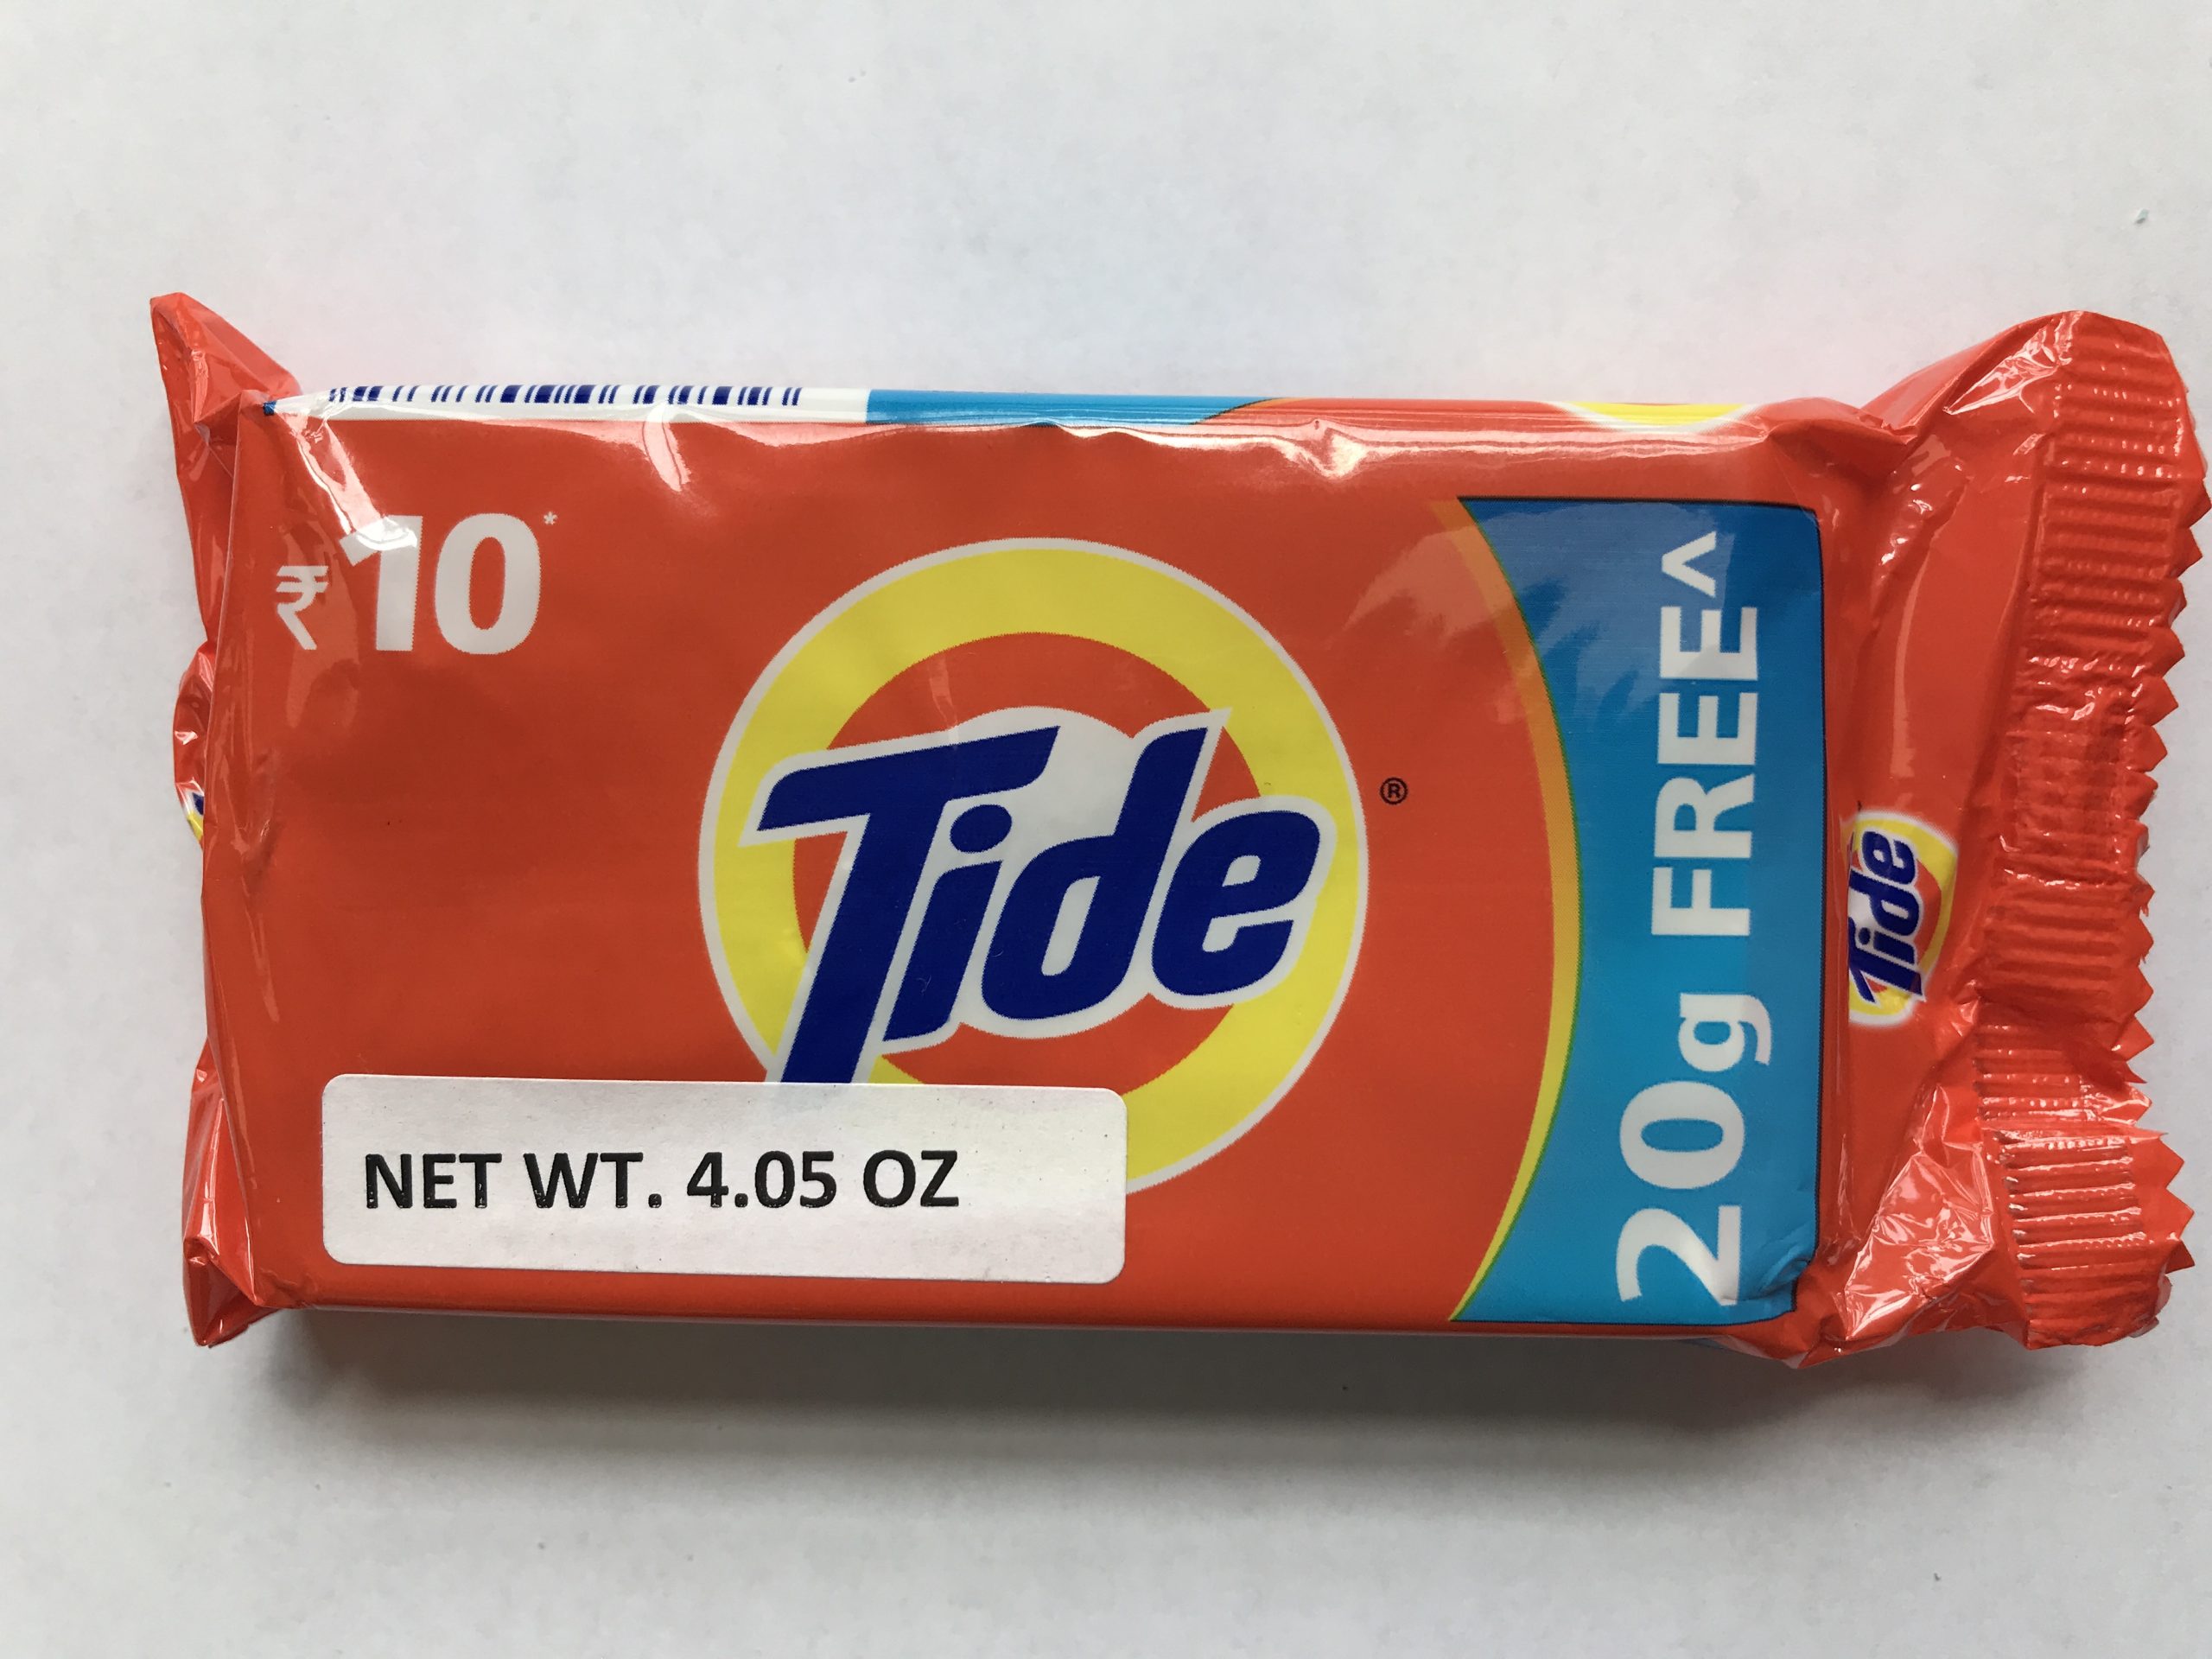 ₹10*
Tide®
20g FREE^
Tide
NET WT. 4.05 OZ